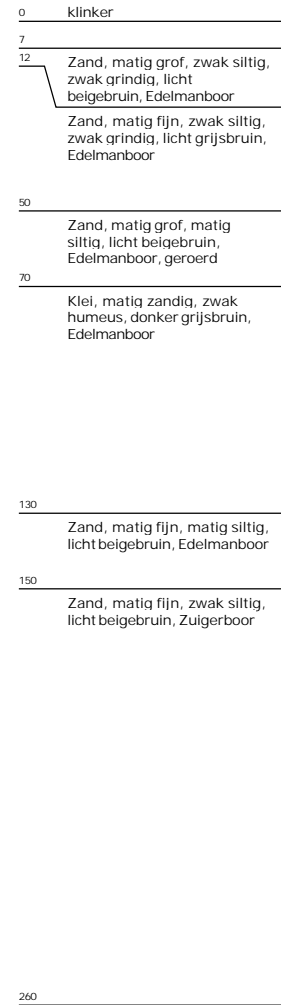 0 klinker
7
12 Zand, matig grof, zwak siltig,
zwak grindig, licht
beigebruin, Edelmanboor
Zand, matig fijn, zwak siltig,
zwak grindig, licht grijsbruin,
Edelmanboor
50
Zand, matig grof, matig
siltig, licht beigebruin,
Edelmanboor, geroerd
70
Klei, matig zandig, zwak
humeus, donker grijsbruin,
Edelmanboor
130
Zand, matig fijn, matig siltig,
licht beigebruin, Edelmanboor
150
Zand, matig fijn, zwak siltig,
licht beigebruin, Zuigerboor
260